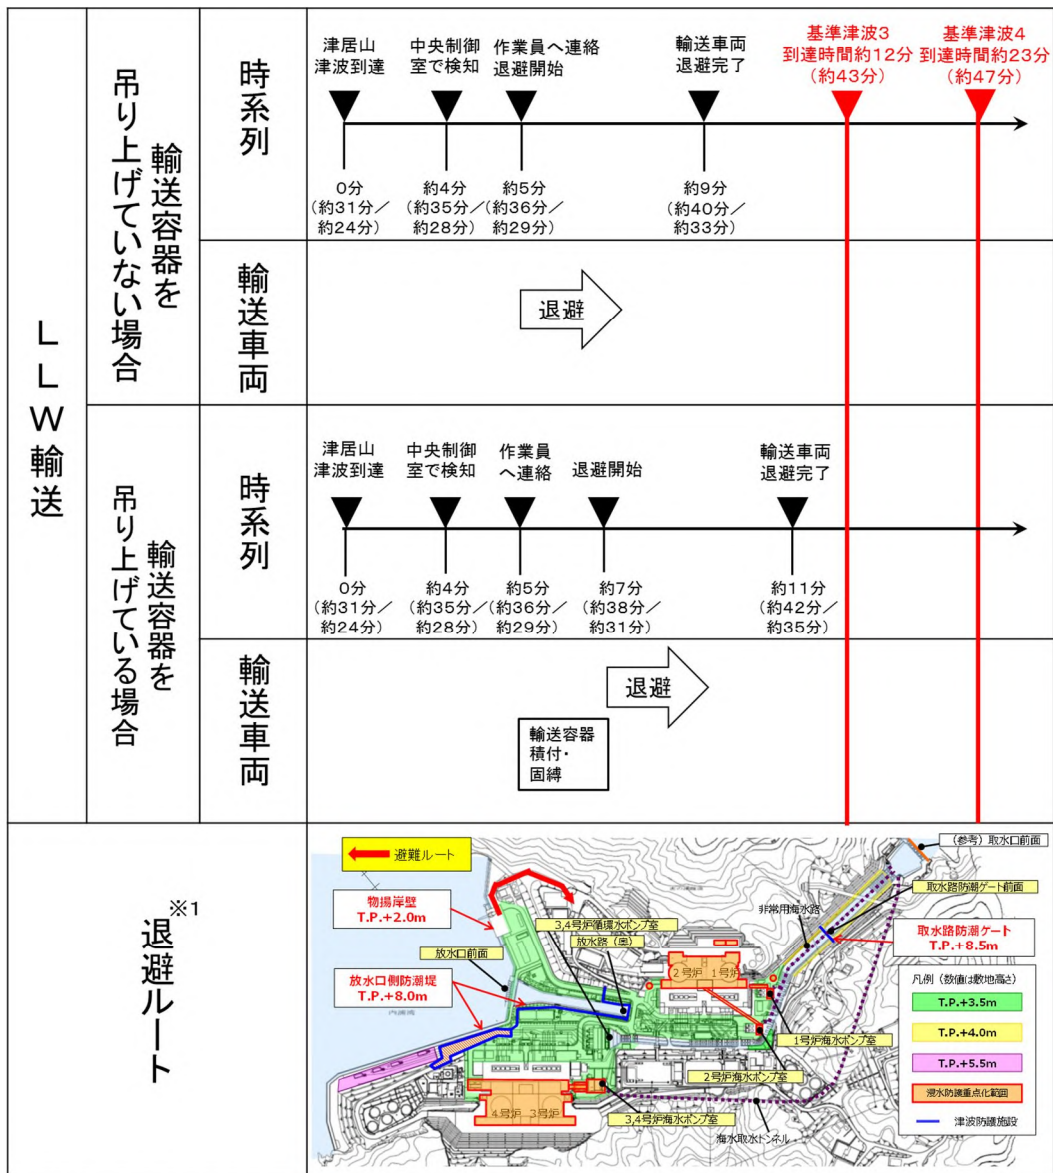 LLW輸送
輸送容器を
吊り上げていない場合
時系列
津居山
津波到達
中央制御
室で検知
作業員へ連絡
退避開始
輸送車両
退避完了
基準津波3
到達時間約12分
(約43分)
基準津波4
到達時間約23分
(約47分)
0分
(約31分／
約24分)
約4分
(約35分／
約28分)
約5分
(約36分／
約29分)
約9分
(約40分／
約33分)
輸送車両
退避
輸送容器を
吊り上げている場合
時系列
津居山
津波到達
中央制御
室で検知
作業員
へ連絡
退避開始
輸送車両
退避完了
0分
(約31分／
約24分)
約4分
(約35分／
約28分)
約5分
(約36分／
約29分)
約7分
(約38分／
約31分)
約11分
(約42分／
約35分)
輸送車両
退避
輸送容器
積付・
固縛
退避ルート
※1
避難ルート
物揚岸壁
T.P.+2.0m
放水口前面
放水口側防潮堤
T.P.+8.0m
3,4号炉循環水ポンプ室
放水路（奥）
2号炉
1号炉
非常用海水路
（参考）取水口前面
取水路防潮ゲート前面
取水路防潮ゲート
T.P.+8.5m
凡例（数値は敷地高さ）
T.P.+3.5m
T.P.+4.0m
T.P.+5.5m
浸水防護重点化範囲
津波防護施設
1号炉海水ポンプ室
2号炉海水ポンプ室
3,4号炉海水ポンプ室
海水取水トンネル
4号炉
3号炉